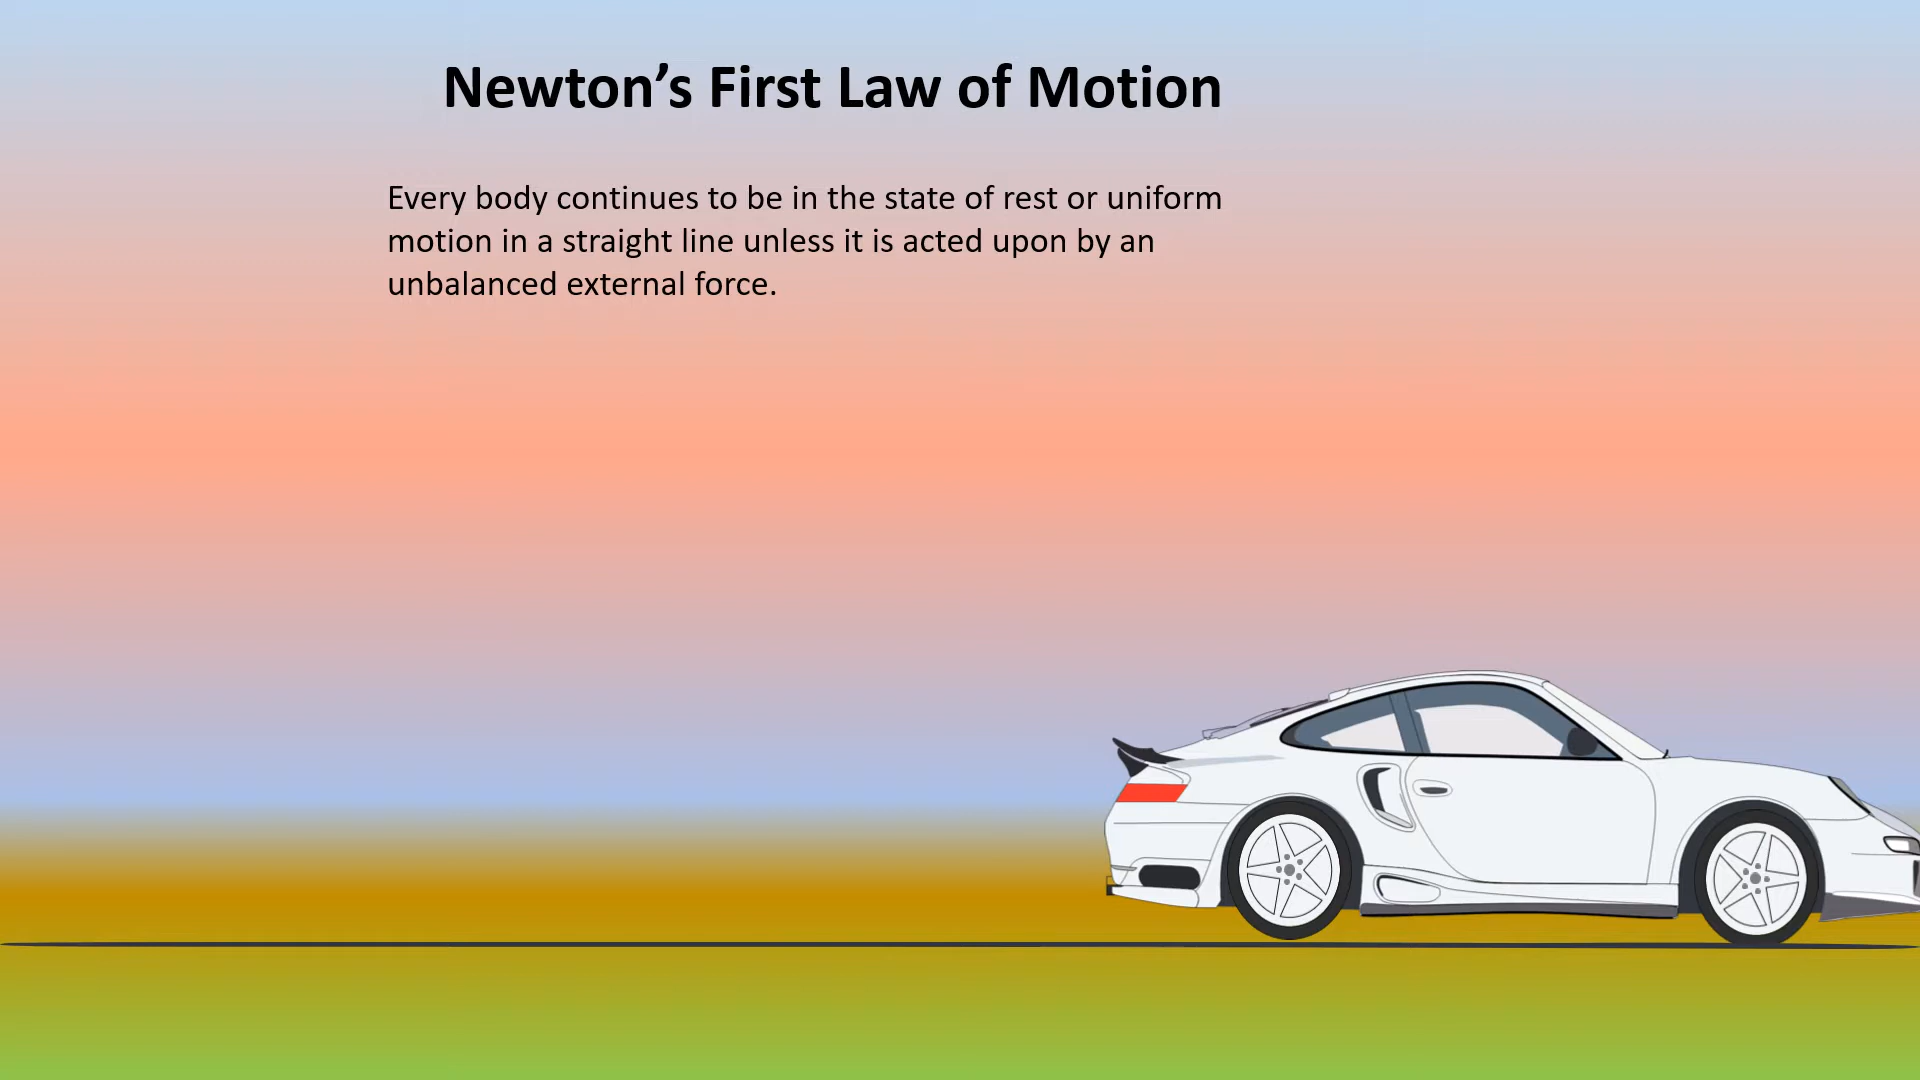 Newton’s First Law of Motion
Every body continues to be in the state of rest or uniform
motion in a straight line unless it is acted upon by an
unbalanced external force.